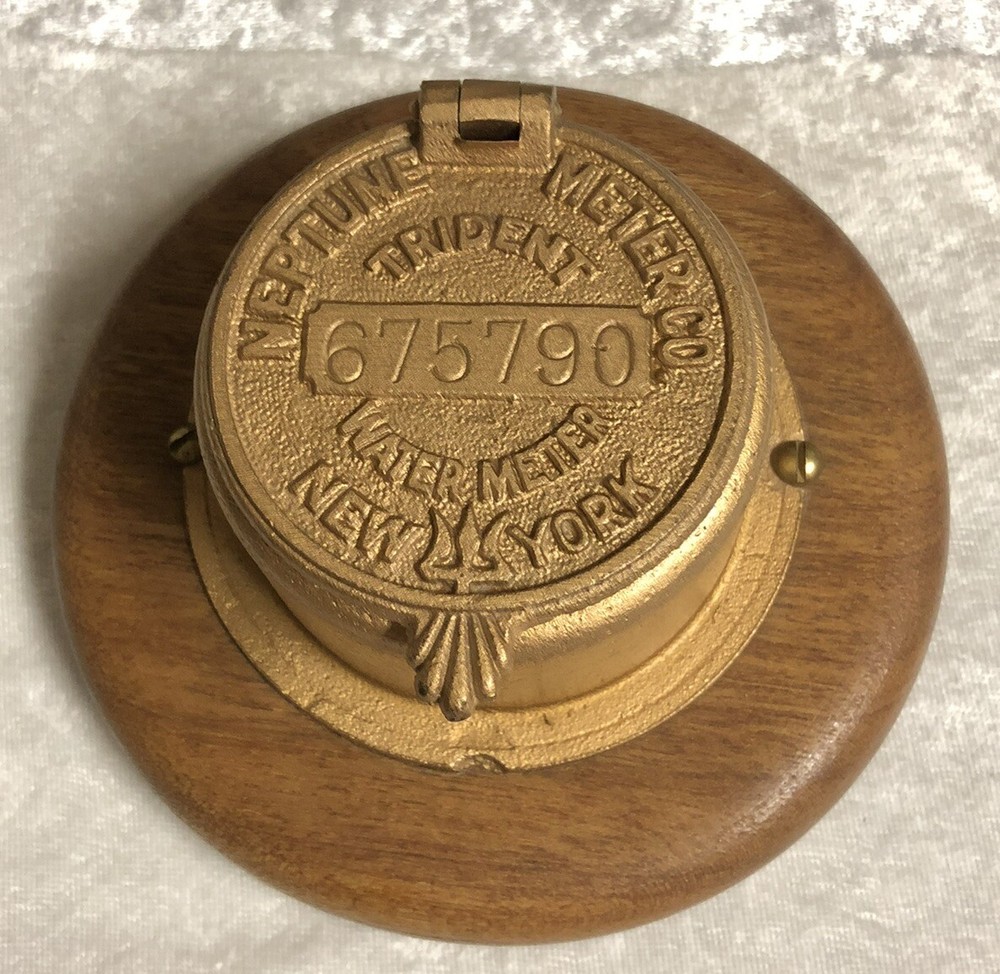 NEPTUNE METER CO
TRIDENT
675790
WATER METER
NEW YORK